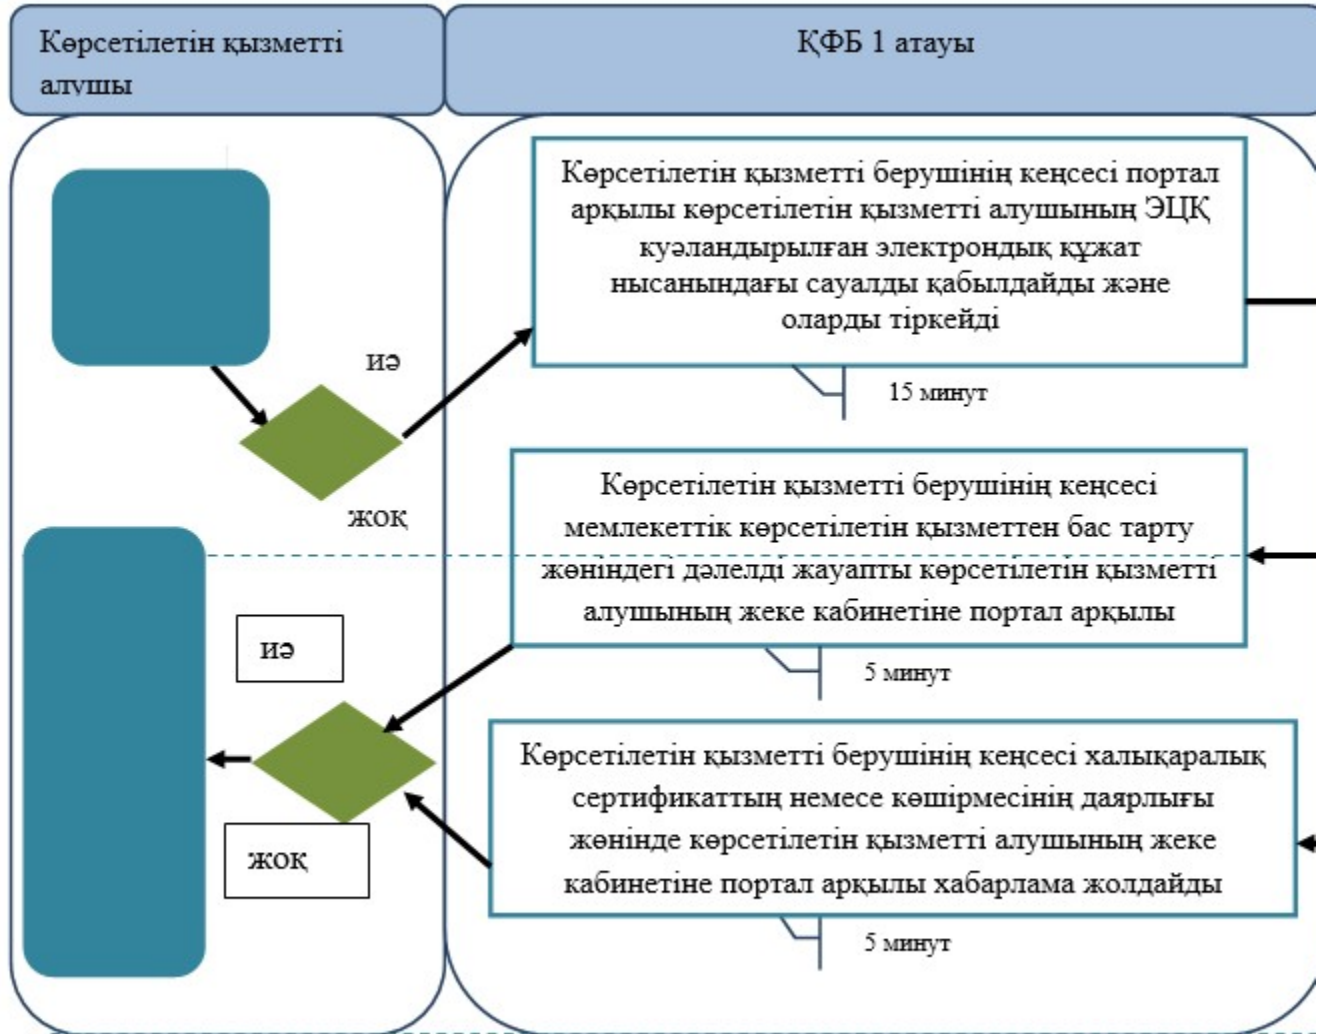 Көрсетілетін қызметті
алушы
ҚФБ 1 атауы
Көрсетілетін қызметті берушінің кеңсесі портал
арқылы көрсетілетін қызметті алушының ЭЦҚ
куәландырылған электрондық құжат
нысанындағы сауалды қабылдайды және
оларды тіркейді
иә
15 минут
жоқ
Көрсетілетін қызметті берушінің кеңсесі
мемлекеттік көрсетілетін қызметтен бас тарту
жөніндегі дәлелді жауапты көрсетілетін қызметті
алушының жеке кабинетіне портал арқылы
иә
5 минут
Көрсетілетін қызметті берушінің кеңсесі халықаралық
сертификаттың немесе көшірмесінің даярлығы
жөнінде көрсетілетін қызметті алушының жеке
кабинетіне портал арқылы хабарлама жолдайды
жоқ
5 минут